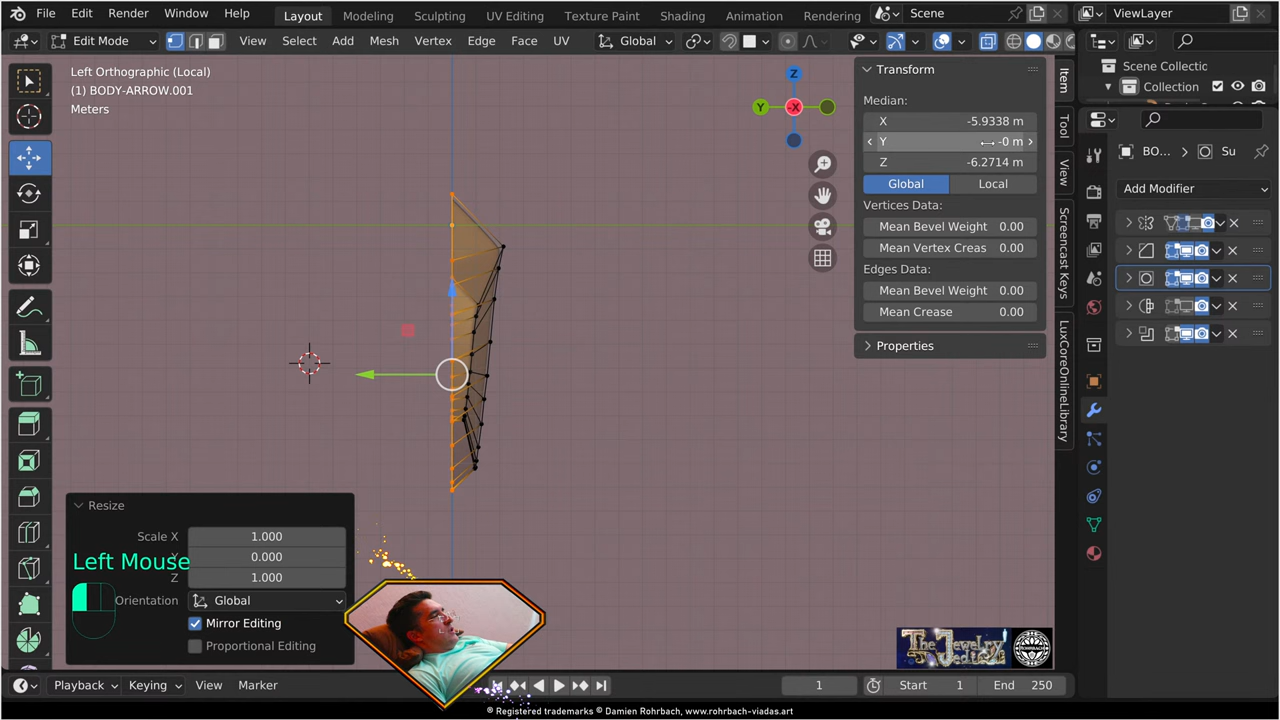 File Edit Render Window Help Layout Modeling Sculpting UV Editing Texture Paint Shading Animation Rendering Scene ViewLayer
Edit Mode View Select Add Mesh Vertex Edge Face UV Global
Left Orthographic (Local)
(1) BODY-ARROW.001
Meters
Z
Y
-X
Transform
Median:
X -5.9338 m
Y -0 m
Z -6.2714 m
Global Local
Vertices Data:
Mean Bevel Weight 0.00
Mean Vertex Creas 0.00
Edges Data:
Mean Bevel Weight 0.00
Mean Crease 0.00
Properties
Item
Tool
View
Screencast Keys
LuxCoreOnlineLibrary
Scene Collectic
Collection
BO...
Su
Add Modifier
Resize
Scale X 1.000
Y 0.000
Z 1.000
Left Mouse
Orientation Global
Mirror Editing
Proportional Editing
The Jewelry
ROHRBACH
Playback Keying View Marker 1 Start 1 End 250
® Registered trademarks © Damien Rohrbach, www.rohrbach-viadas.art